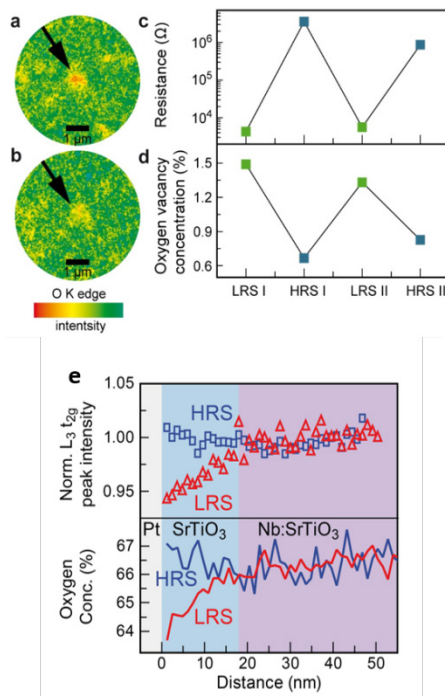 a
1 µm
b
1 µm
O K edge
intentsity
c
Resistance (Ω)
10⁶
10⁵
10⁴
d
Oxygen vacancy
concentration (%)
1.5
1.2
0.9
0.6
LRS I HRS I LRS II HRS II
e
Norm. L₃ t₂g
peak intensity
1.05
1.00
0.95
HRS
LRS
Pt SrTiO₃ Nb:SrTiO₃
Oxygen
Conc. (%)
67
66
65
64
HRS
LRS
0 10 20 30 40 50
Distance (nm)